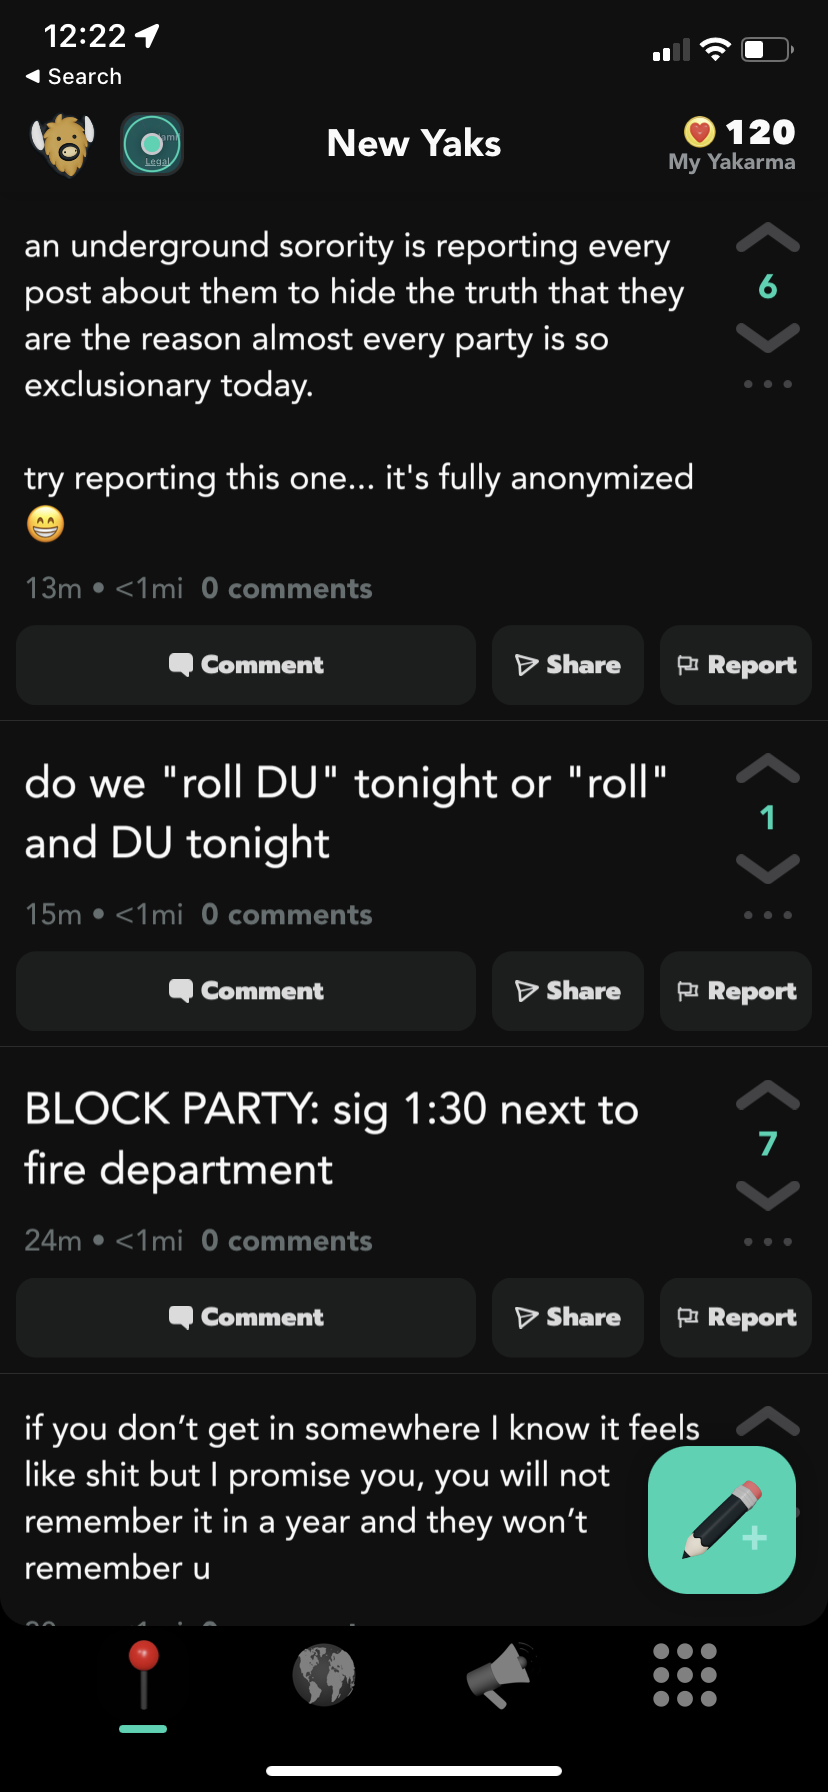 12:22
◀ Search
Legal
New Yaks
120
My Yakarma
an underground sorority is reporting every
post about them to hide the truth that they
are the reason almost every party is so
exclusionary today.
try reporting this one... it's fully anonymized
😁
6
13m • <1mi 0 comments
Comment
Share
Report
do we "roll DU" tonight or "roll"
and DU tonight
1
15m • <1mi 0 comments
Comment
Share
Report
BLOCK PARTY: sig 1:30 next to
fire department
7
24m • <1mi 0 comments
Comment
Share
Report
if you don’t get in somewhere I know it feels
like shit but I promise you, you will not
remember it in a year and they won’t
remember u